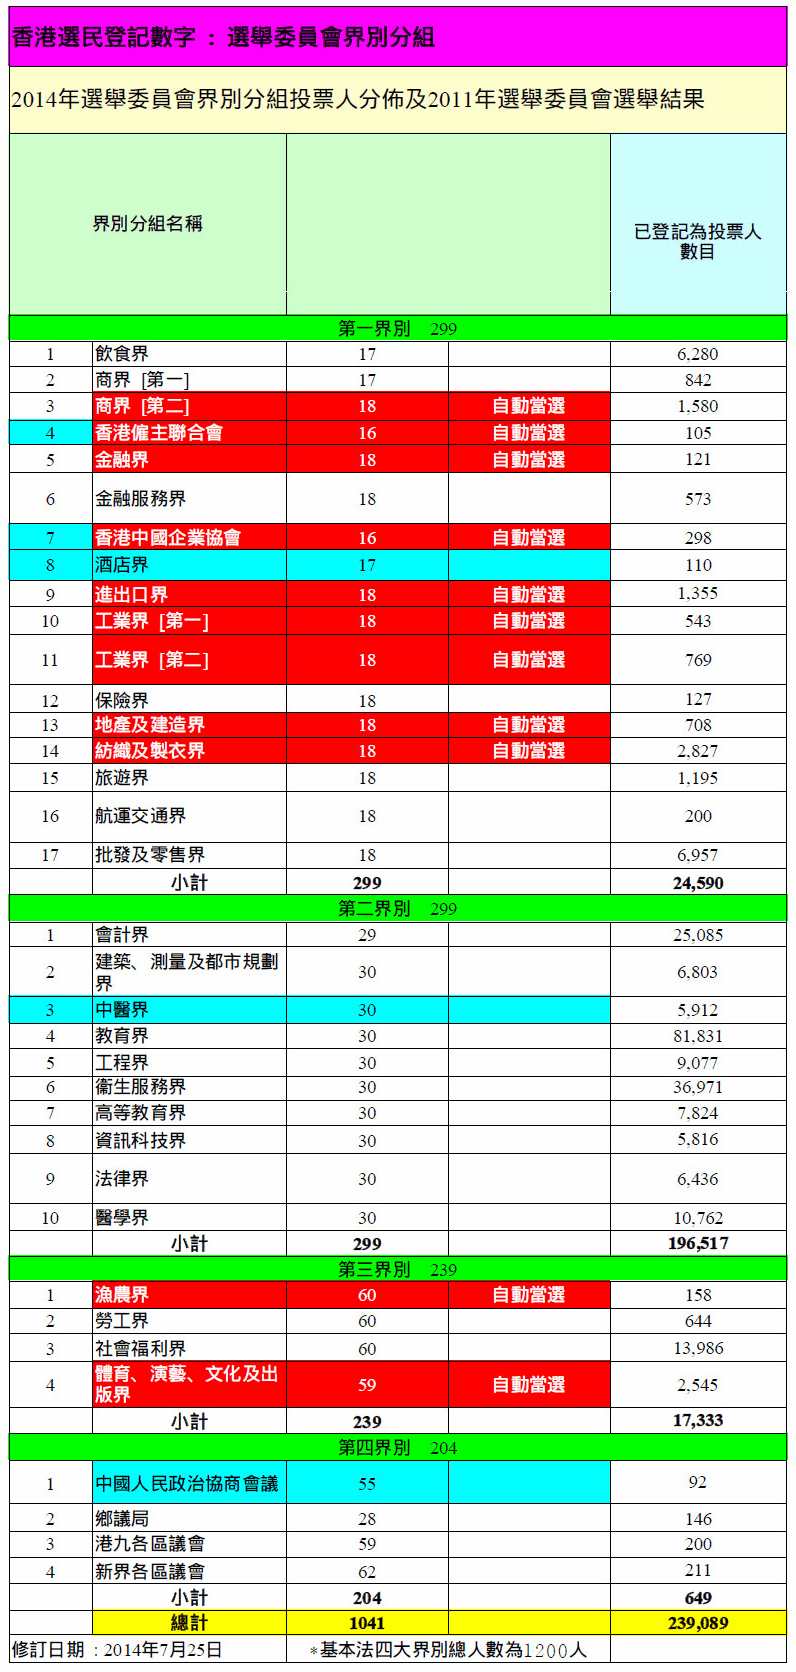 香港選民登記數字 : 選舉委員會界別分組
2014年選舉委員會界別分組投票人分佈及2011年選舉委員會選舉結果
界別分組名稱
已登記為投票人
數目
第一界別 299
1 飲食界 17 6,280
2 商界 [第一] 17 842
3 商界 [第二] 18 自動當選 1,580
4 香港僱主聯合會 16 自動當選 105
5 金融界 18 自動當選 121
6 金融服務界 18 573
7 香港中國企業協會 16 自動當選 298
8 酒店界 17 110
9 進出口界 18 自動當選 1,355
10 工業界 [第一] 18 自動當選 543
11 工業界 [第二] 18 自動當選 769
12 保險界 18 127
13 地產及建造界 18 自動當選 708
14 紡織及製衣界 18 自動當選 2,827
15 旅遊界 18 1,195
16 航運交通界 18 200
17 批發及零售界 18 6,957
小計 299 24,590
第二界別 299
1 會計界 29 25,085
2 建築、測量及都市規劃
界 30 6,803
3 中醫界 30 5,912
4 教育界 30 81,831
5 工程界 30 9,077
6 衞生服務界 30 36,971
7 高等教育界 30 7,824
8 資訊科技界 30 5,816
9 法律界 30 6,436
10 醫學界 30 10,762
小計 299 196,517
第三界別 239
1 漁農界 60 自動當選 158
2 勞工界 60 644
3 社會福利界 60 13,986
4 體育、演藝、文化及出
版界 59 自動當選 2,545
小計 239 17,333
第四界別 204
1 中國人民政治協商會議 55 92
2 鄉議局 28 146
3 港九各區議會 59 200
4 新界各區議會 62 211
小計 204 649
總計 1041 239,089
修訂日期 : 2014年7月25日 *基本法四大界別總人數為1200人